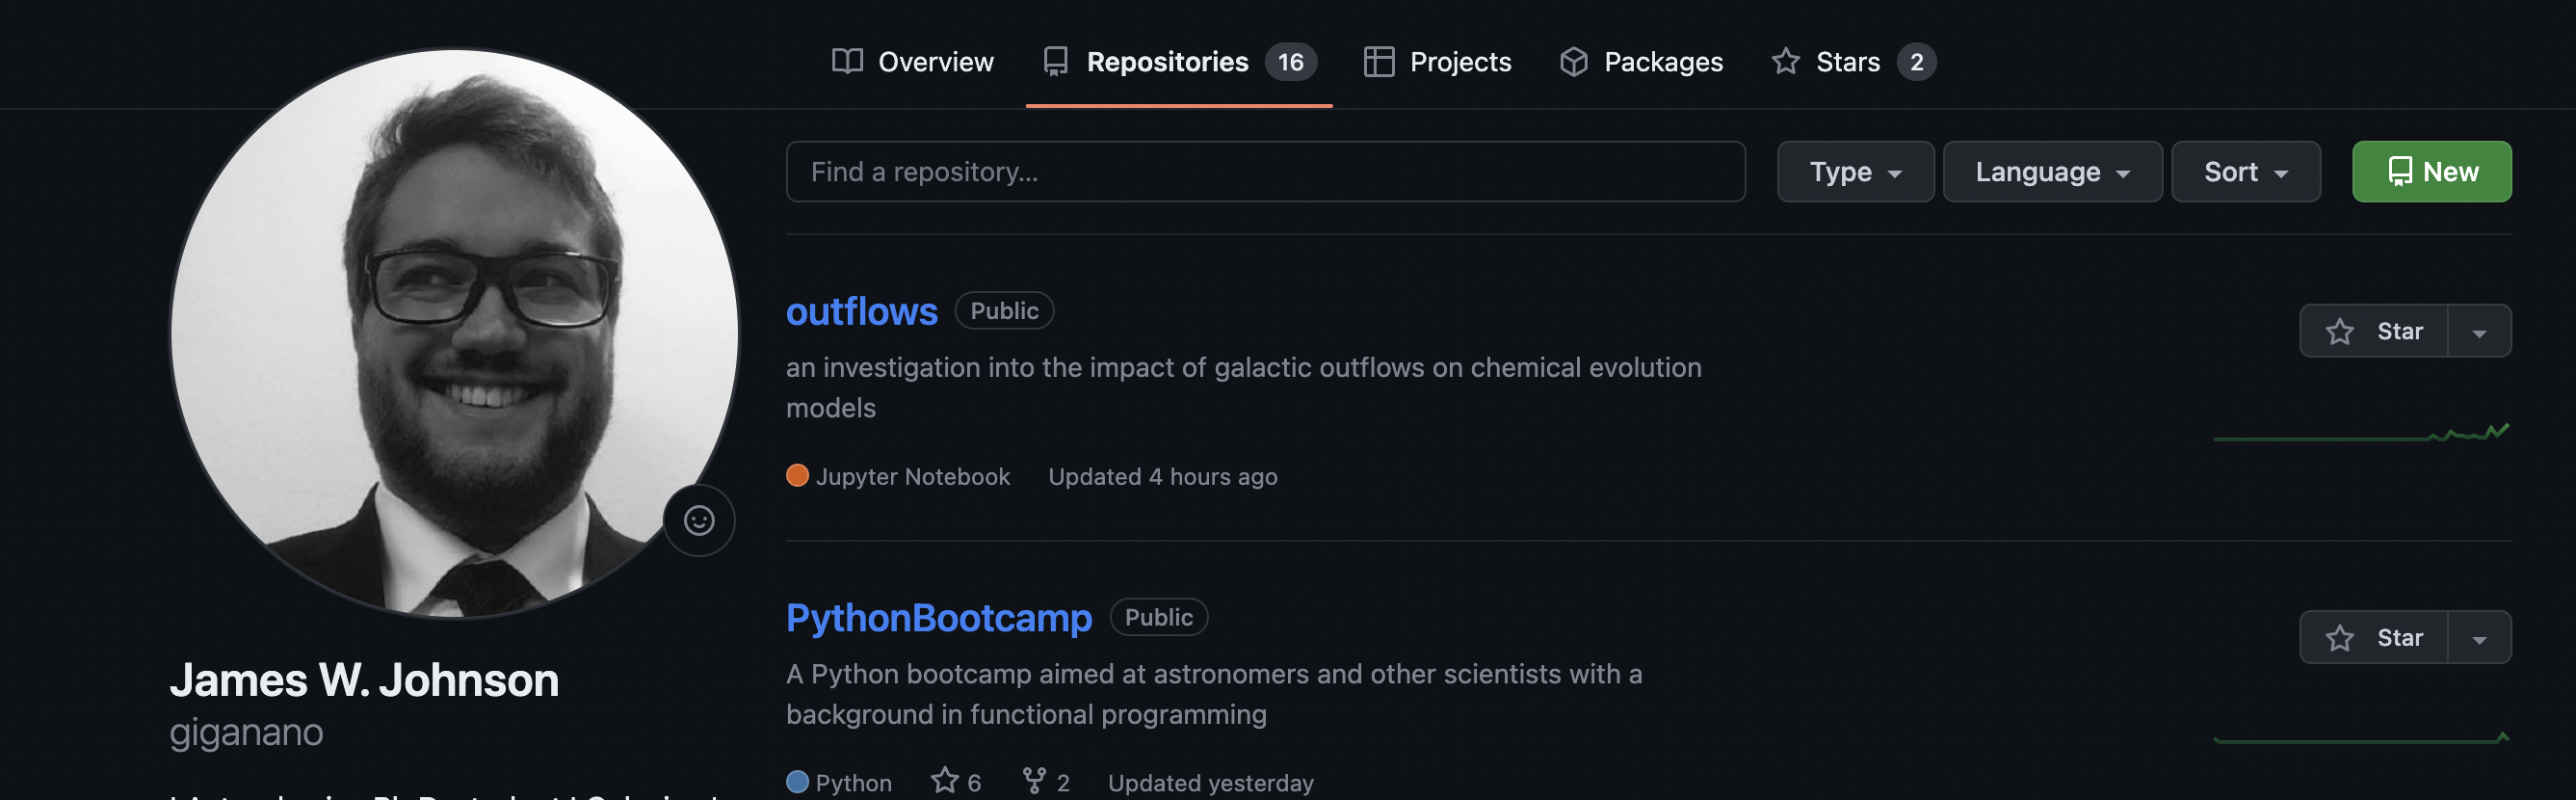 Overview Repositories 16 Projects Packages Stars 2
Find a repository...
Type Language Sort New
outflows Public
Star
an investigation into the impact of galactic outflows on chemical evolution
models
Jupyter Notebook Updated 4 hours ago
PythonBootcamp Public
Star
A Python bootcamp aimed at astronomers and other scientists with a
background in functional programming
Python 6 2 Updated yesterday
James W. Johnson
giganano